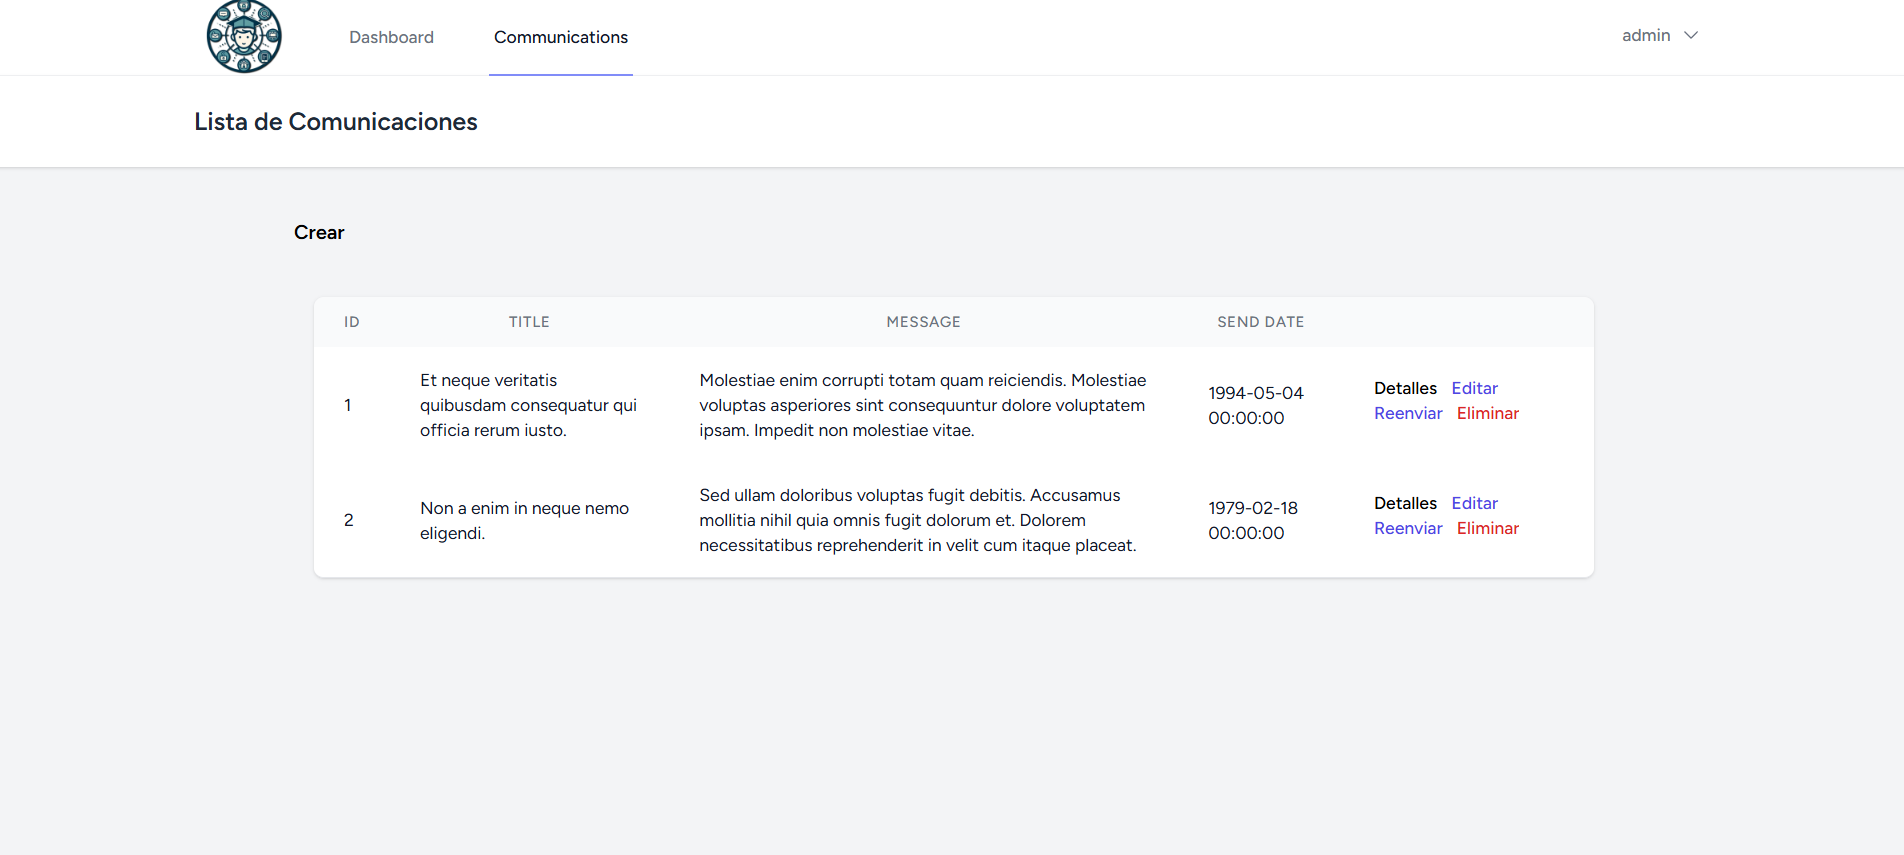 Dashboard Communications admin
Lista de Comunicaciones
Crear
ID TITLE MESSAGE SEND DATE
1
Et neque veritatis
quibusdam consequatur qui
officia rerum iusto.
Molestiae enim corrupti totam quam reiciendis. Molestiae
voluptas asperiores sint consequuntur dolore voluptatem
ipsam. Impedit non molestiae vitae.
1994-05-04
00:00:00
Detalles Editar
Reenviar Eliminar
2
Non a enim in neque nemo
eligendi.
Sed ullam doloribus voluptas fugit debitis. Accusamus
mollitia nihil quia omnis fugit dolorum et. Dolorem
necessitatibus reprehenderit in velit cum itaque placeat.
1979-02-18
00:00:00
Detalles Editar
Reenviar Eliminar